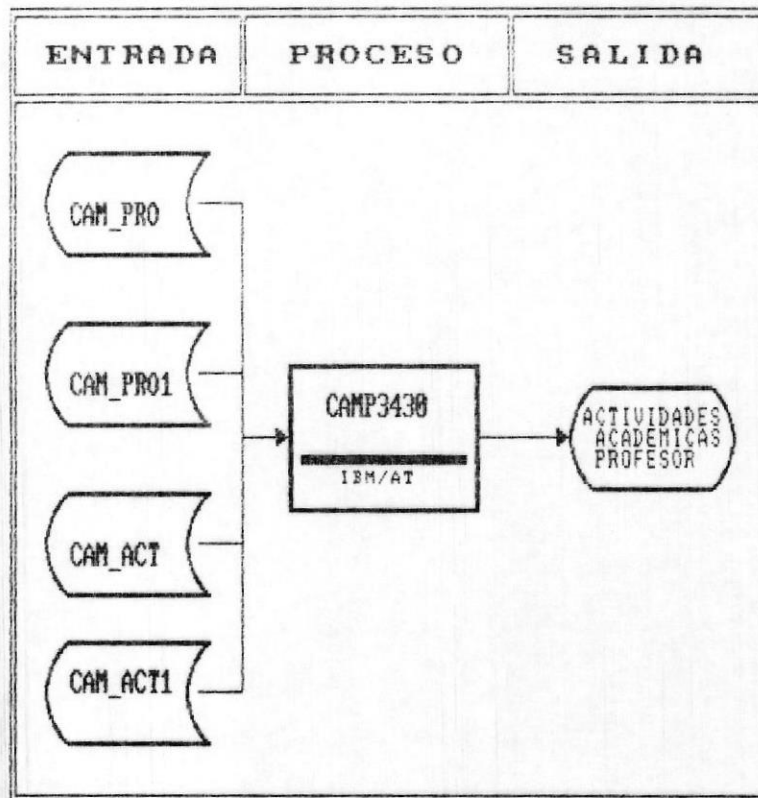 ENTRADA
PROCESO
SALIDA
CAM_PRO
CAM_PRO1
CAMP3430
IBM/AT
ACTIVIDADES
ACADEMICAS
PROFESOR
CAM_ACT
CAM_ACT1